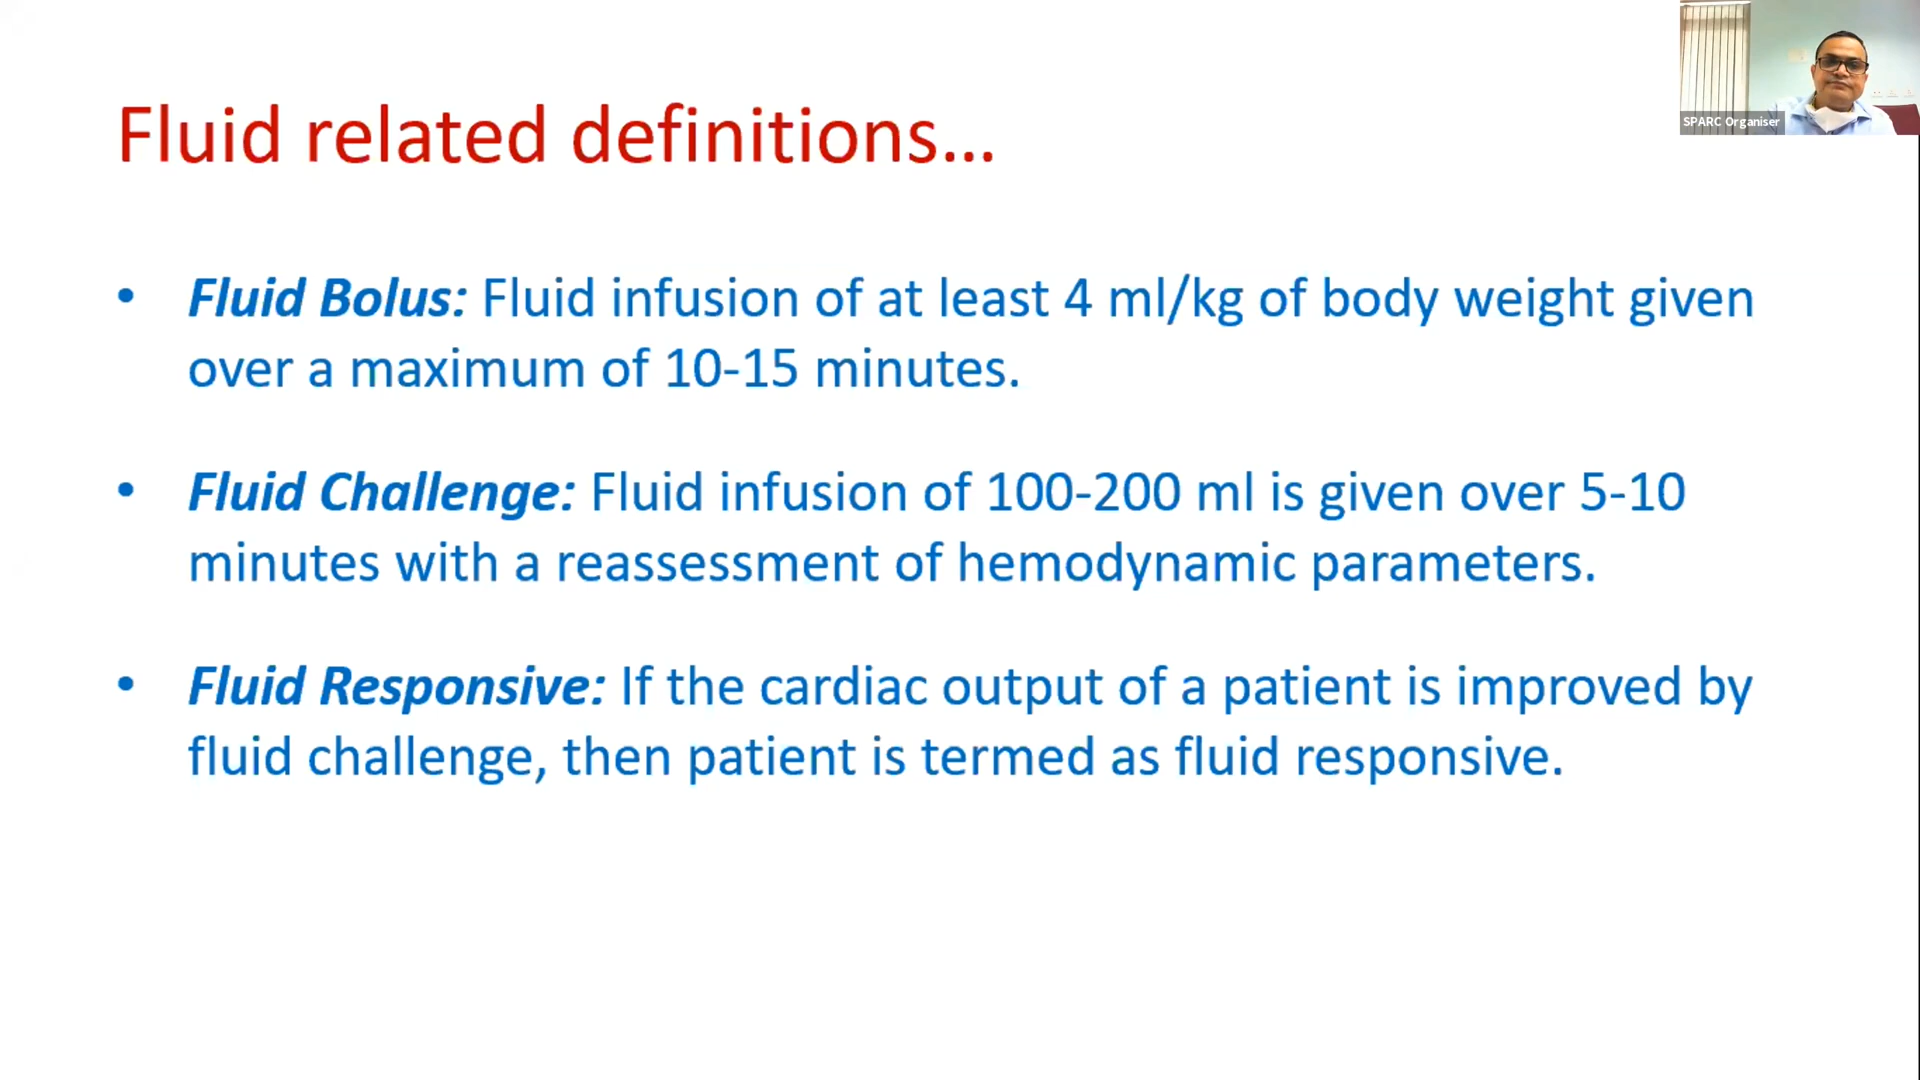 Fluid related definitions...
• Fluid Bolus: Fluid infusion of at least 4 ml/kg of body weight given
over a maximum of 10-15 minutes.
• Fluid Challenge: Fluid infusion of 100-200 ml is given over 5-10
minutes with a reassessment of hemodynamic parameters.
• Fluid Responsive: If the cardiac output of a patient is improved by
fluid challenge, then patient is termed as fluid responsive.
SPARC Organiser